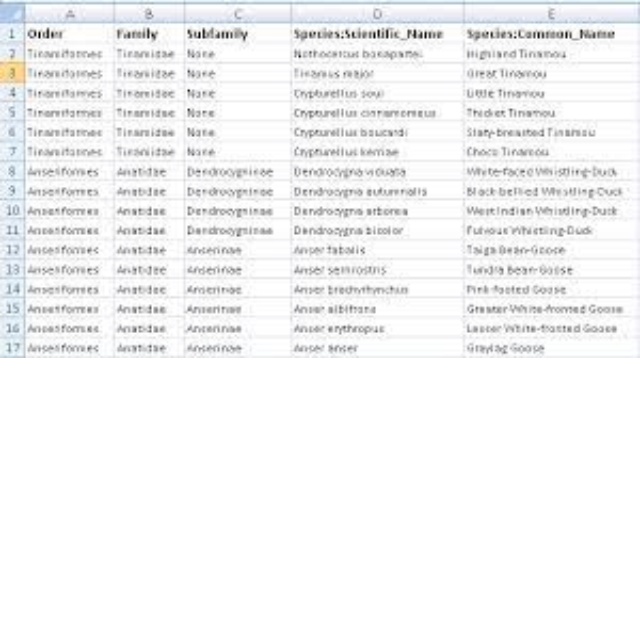 A B C D E
1 Order Family Subfamily Species:Scientific_Name Species:Common_Name
2 Tinamiformes Tinamidae None Nothocercus bonapartei Highland Tinamou
3 Tinamiformes Tinamidae None Tinamus major Great Tinamou
4 Tinamiformes Tinamidae None Crypturellus soui Little Tinamou
5 Tinamiformes Tinamidae None Crypturellus cinnamomeus Thicket Tinamou
6 Tinamiformes Tinamidae None Crypturellus boucardi Slaty-breasted Tinamou
7 Tinamiformes Tinamidae None Crypturellus kerriae Choco Tinamou
8 Anseriformes Anatidae Dendrocygninae Dendrocygna viduata White-faced Whistling-Duck
9 Anseriformes Anatidae Dendrocygninae Dendrocygna autumnalis Black-bellied Whistling-Duck
10 Anseriformes Anatidae Dendrocygninae Dendrocygna arborea West Indian Whistling-Duck
11 Anseriformes Anatidae Dendrocygninae Dendrocygna bicolor Fulvous Whistling-Duck
12 Anseriformes Anatidae Anserinae Anser fabalis Taiga Bean-Goose
13 Anseriformes Anatidae Anserinae Anser serrirostris Tundra Bean-Goose
14 Anseriformes Anatidae Anserinae Anser brachyrhynchus Pink-footed Goose
15 Anseriformes Anatidae Anserinae Anser albifrons Greater White-fronted Goose
16 Anseriformes Anatidae Anserinae Anser erythropus Lesser White-fronted Goose
17 Anseriformes Anatidae Anserinae Anser anser Graylag Goose